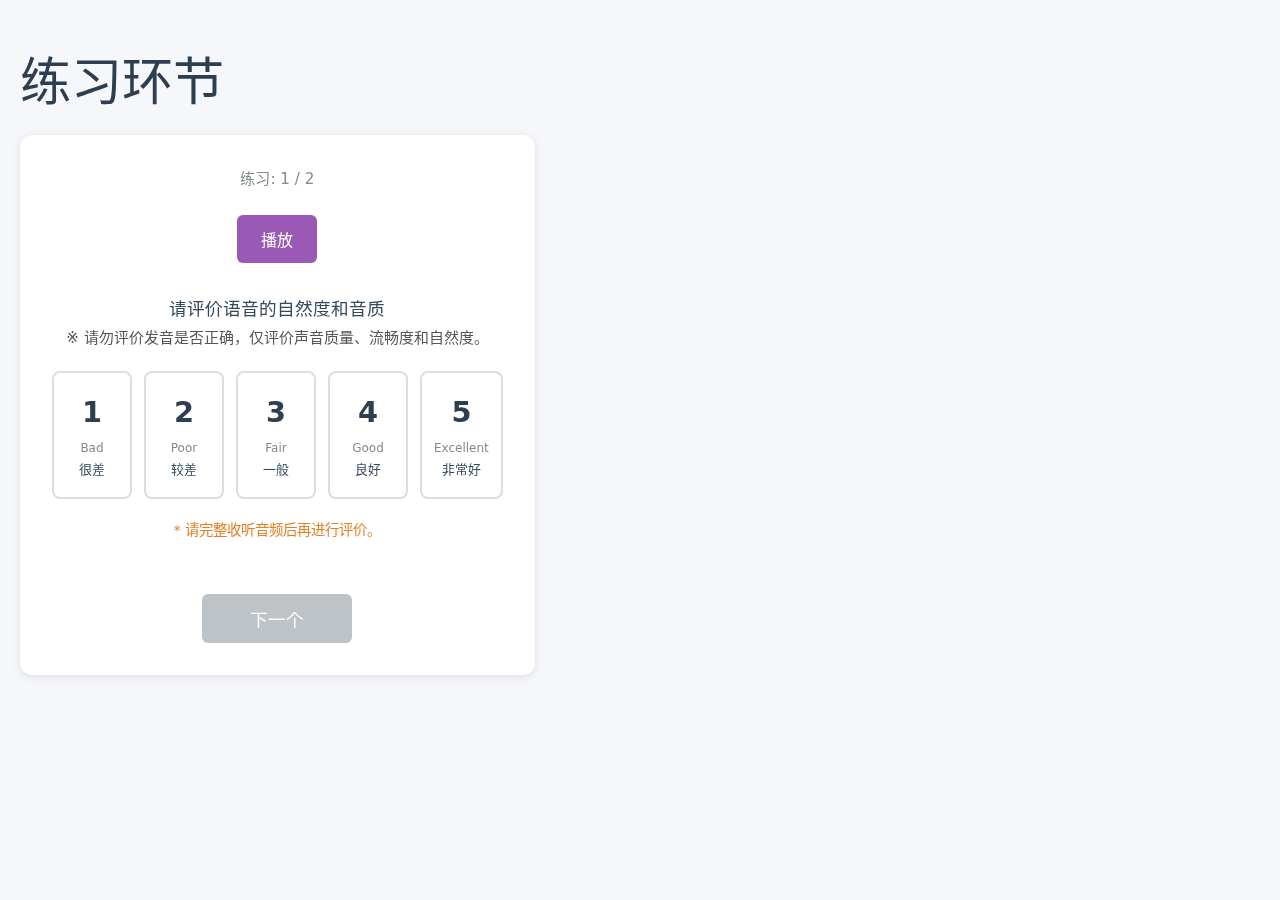 练习环节
练习: 1 / 2
播放
请评价语音的自然度和音质
※ 请勿评价发音是否正确，仅评价声音质量、流畅度和自然度。
1
Bad
很差
2
Poor
较差
3
Fair
一般
4
Good
良好
5
Excellent
非常好
* 请完整收听音频后再进行评价。
下一个